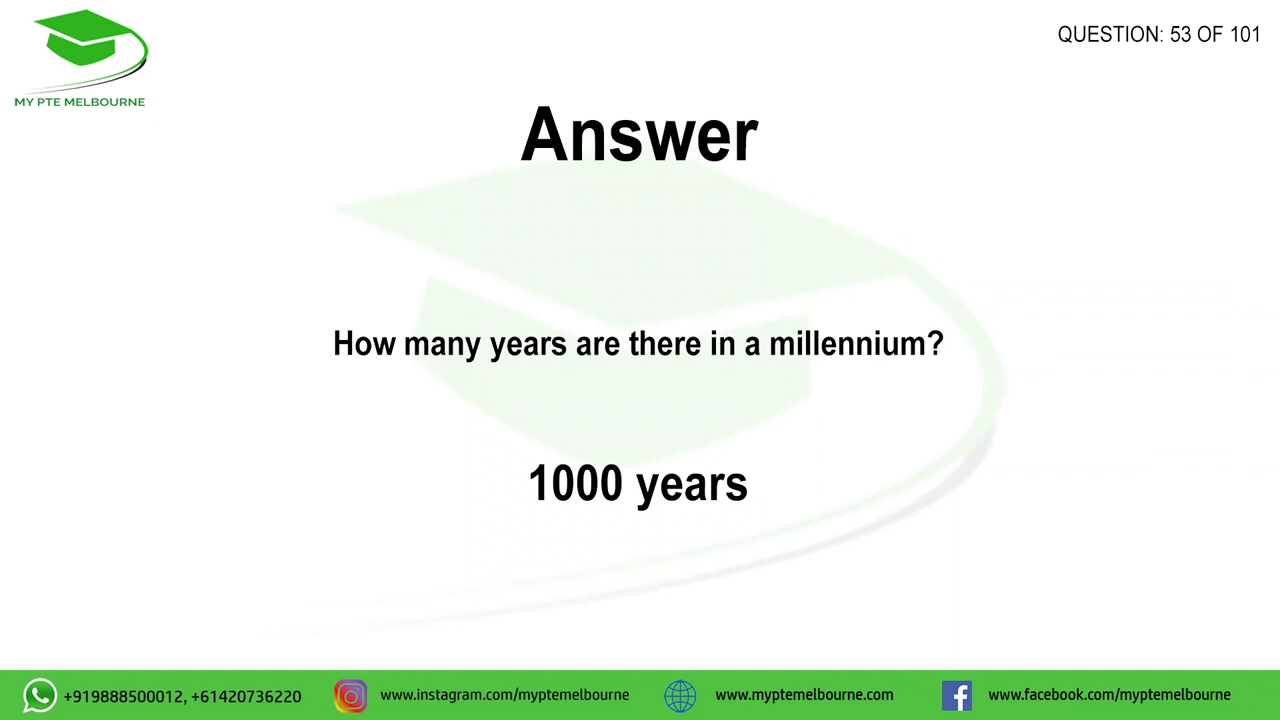 QUESTION: 53 OF 101
MY PTE MELBOURNE
Answer
How many years are there in a millennium?
1000 years
+919888500012, +61420736220
www.instagram.com/myptemelbourne
www.myptemelbourne.com
www.facebook.com/myptemelbourne